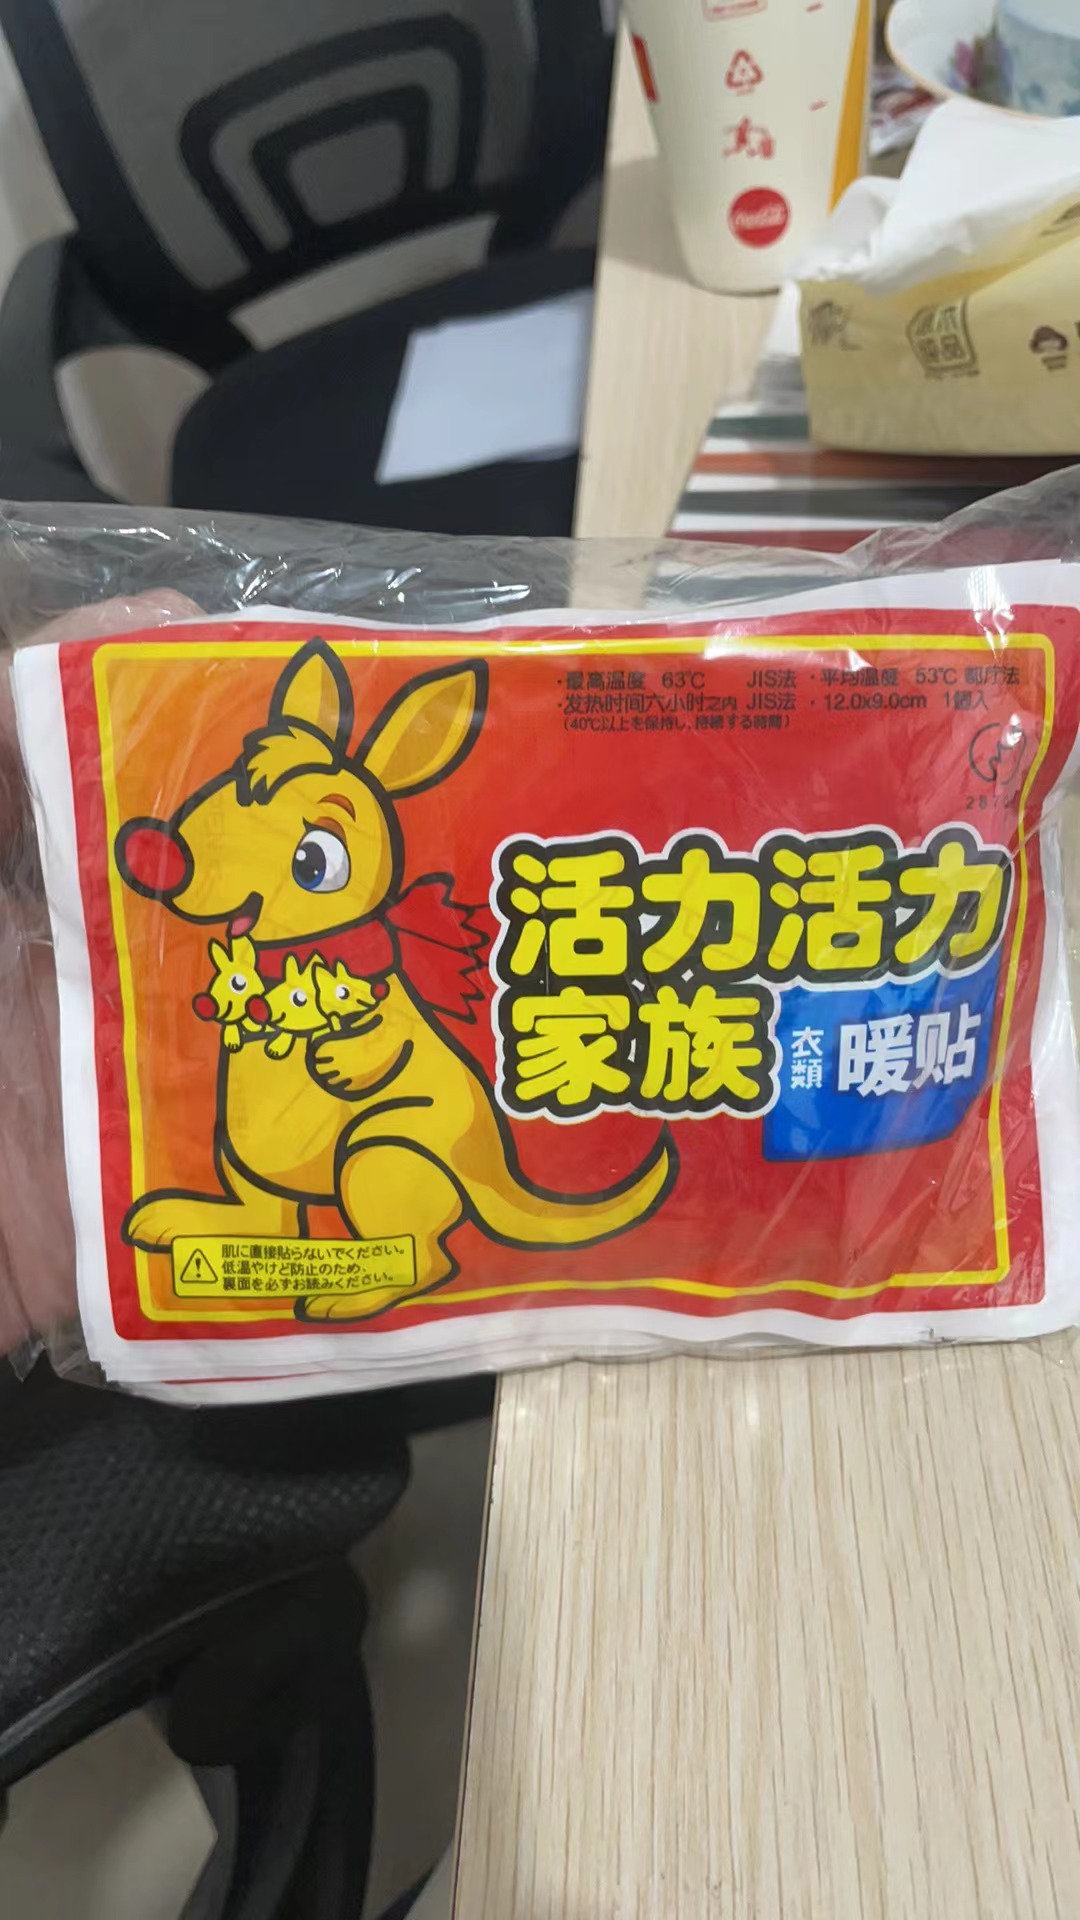 Coca-Cola
·最高温度 63℃ JIS法 ·平均温度 53℃ 都庁法
·发热时间六小时之内 JIS法 ·12.0x9.0cm 1個入
(40℃以上を保持し,持続する時間)
活力活力
家族
衣類 暖贴
肌に直接貼らないでください。
低温やけど防止のため、
裏面を必ずお読みください。